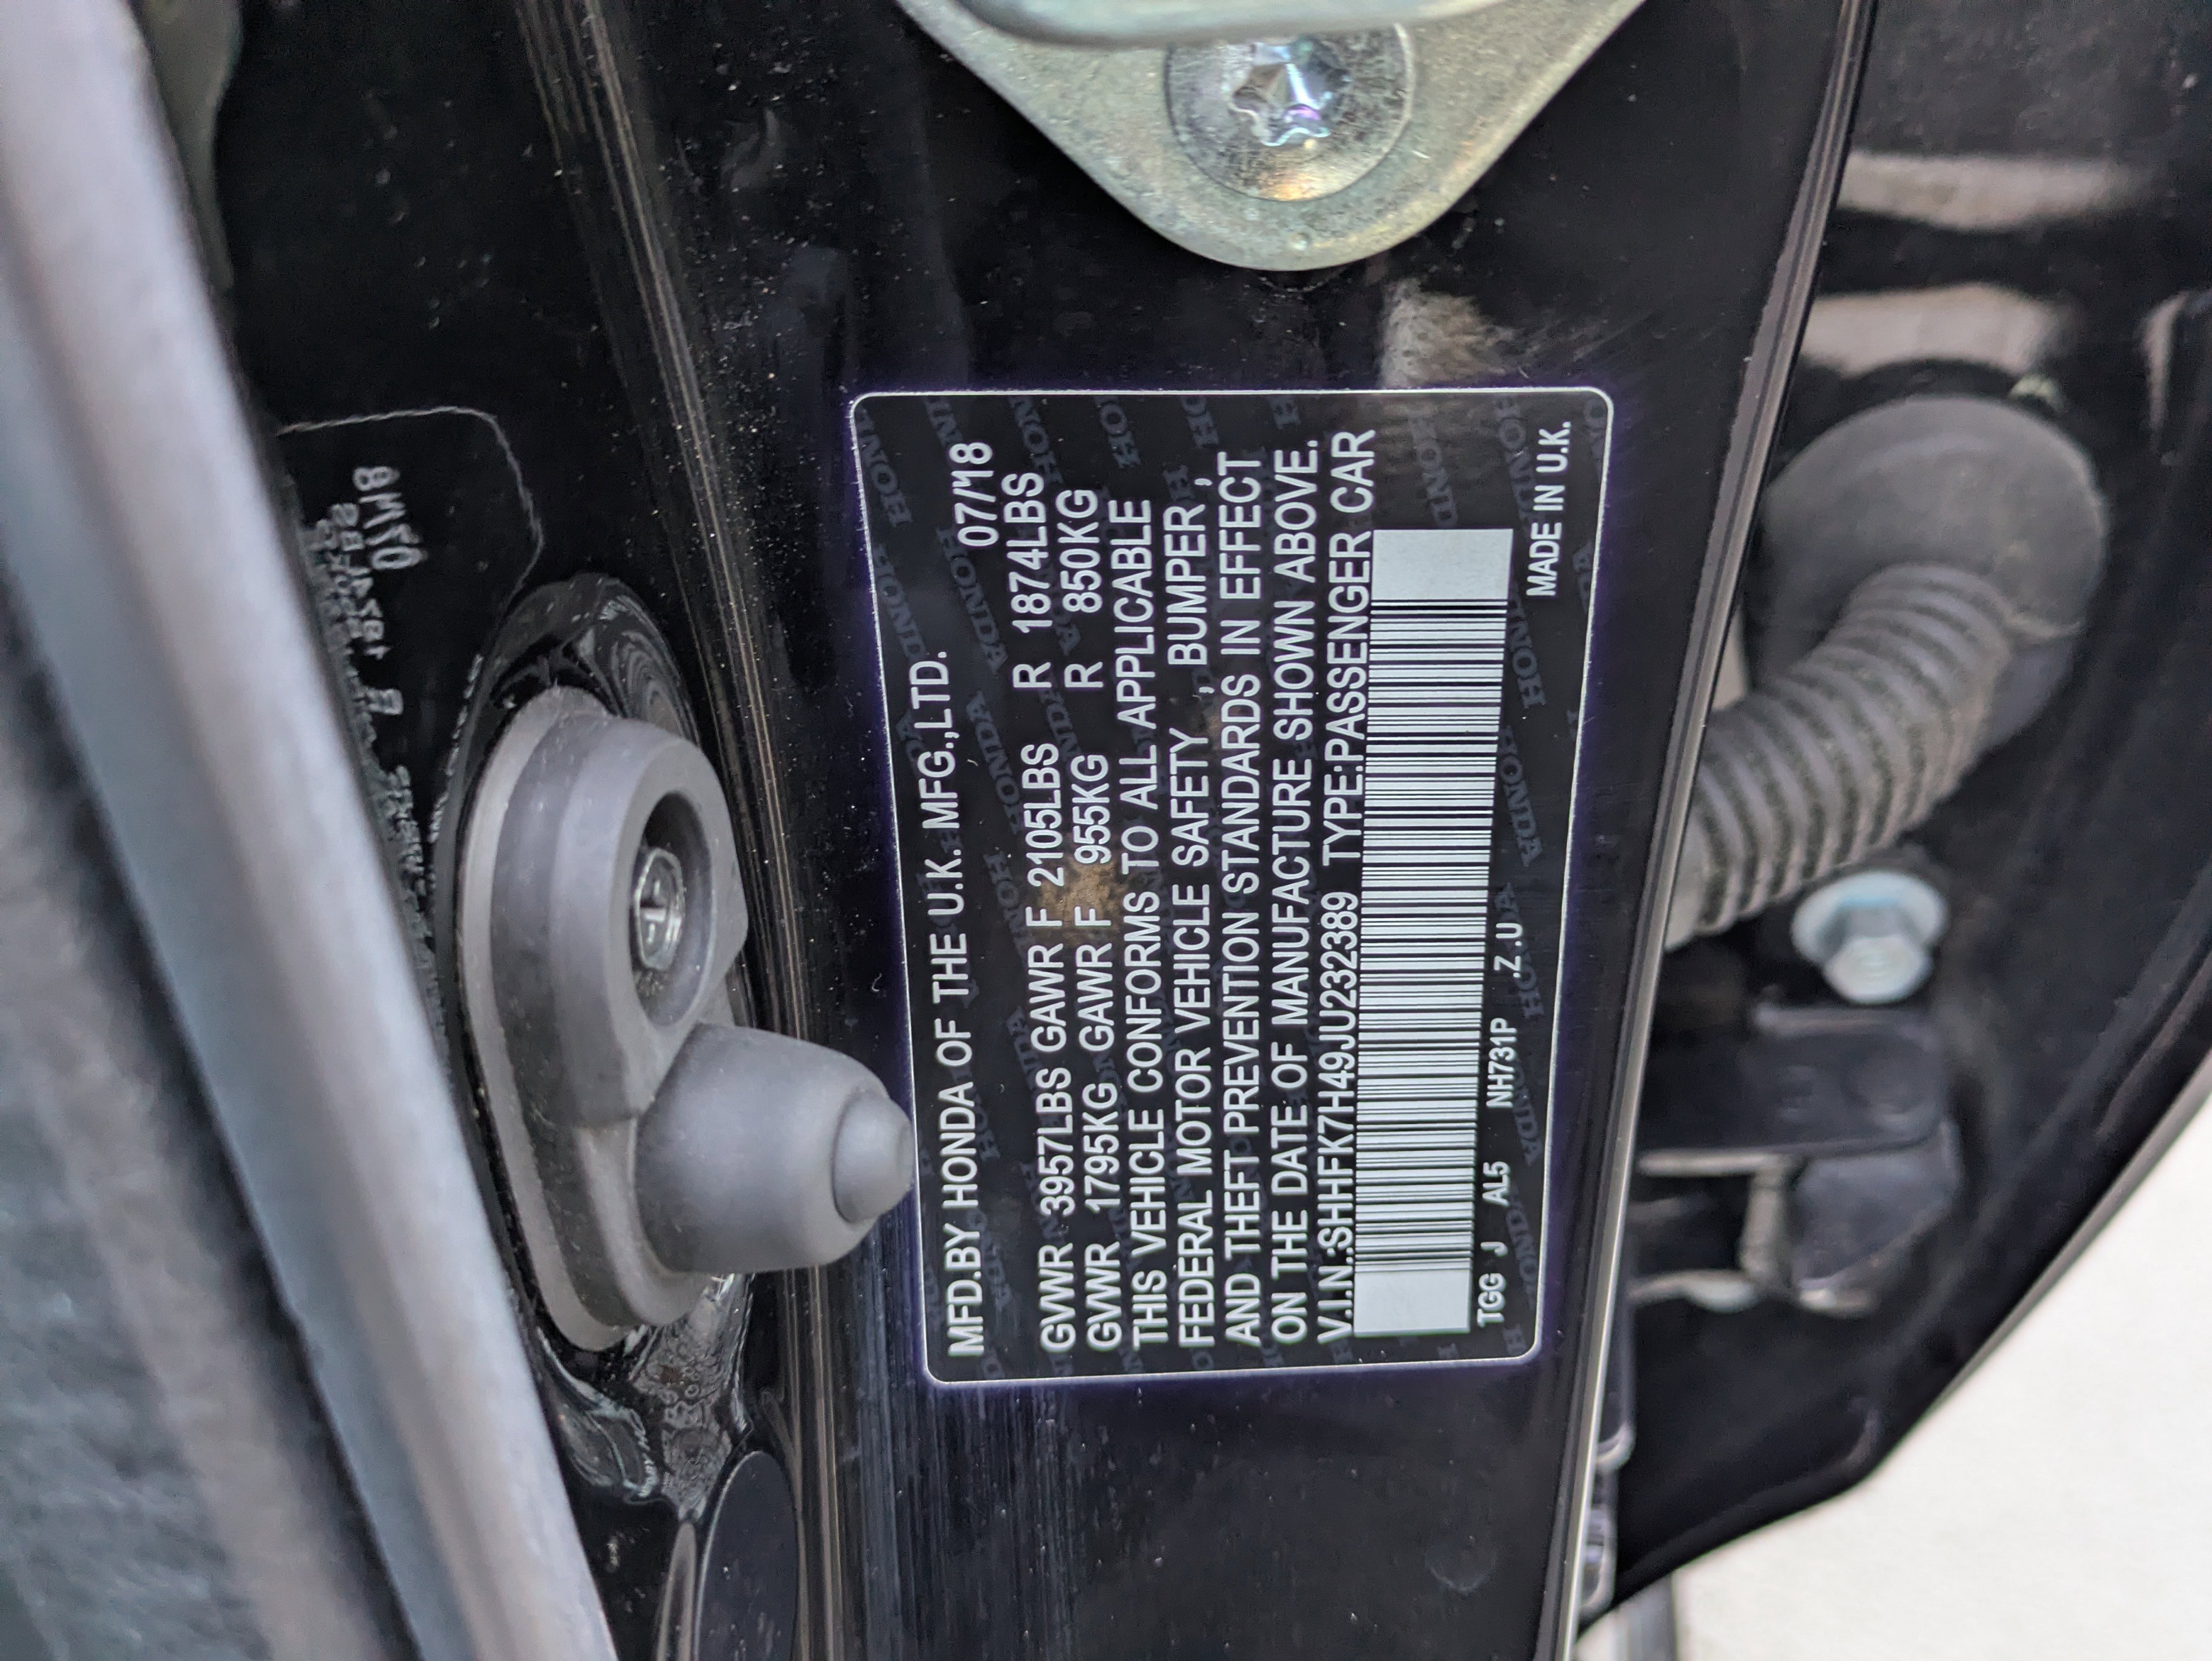 MFD.BY HONDA OF THE U.K. MFG.,LTD.
07/18
GVWR 3957LBS GAWR F 2105LBS R 1874LBS
GVWR 1795KG GAWR F 955KG R 850KG
THIS VEHICLE CONFORMS TO ALL APPLICABLE
FEDERAL MOTOR VEHICLE SAFETY , BUMPER ,
AND THEFT PREVENTION STANDARDS IN EFFECT
ON THE DATE OF MANUFACTURE SHOWN ABOVE.
V.I.N.:SHHFK7H49JU232389 TYPE:PASSENGER CAR
TGG J AL5 NH731P .Z.U
MADE IN U.K.